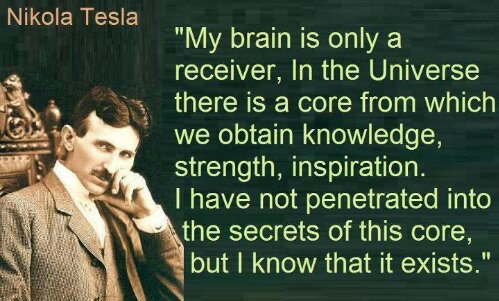 Nikola Tesla
"My brain is only a
receiver, In the Universe
there is a core from which
we obtain knowledge,
strength, inspiration.
I have not penetrated into
the secrets of this core,
but I know that it exists."